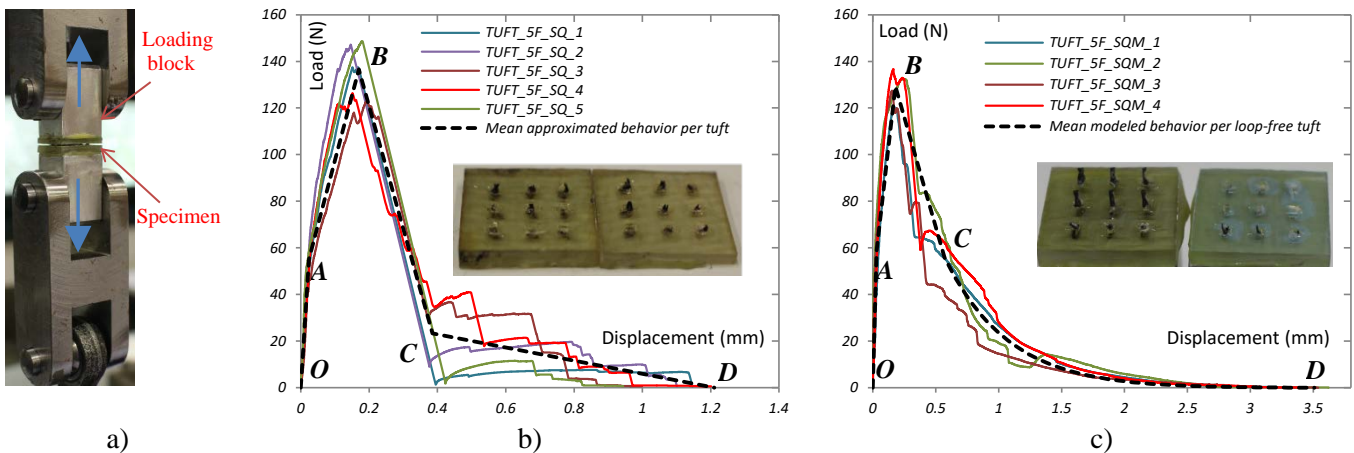 a)
Loading
block
Specimen
b)
Load (N)
160
140
120
100
80
60
40
20
0
0
0.2
0.4
0.6
0.8
1
1.2
1.4
Displacement (mm)
TUFT_5F_SQ_1
TUFT_5F_SQ_2
TUFT_5F_SQ_3
TUFT_5F_SQ_4
TUFT_5F_SQ_5
Mean approximated behavior per tuft
O
A
B
C
D
c)
Load (N)
160
140
120
100
80
60
40
20
0
0
0.5
1
1.5
2
2.5
3
3.5
Displacement (mm)
TUFT_5F_SQM_1
TUFT_5F_SQM_2
TUFT_5F_SQM_3
TUFT_5F_SQM_4
Mean modeled behavior per loop-free tuft
O
A
B
C
D
a)
b)
c)